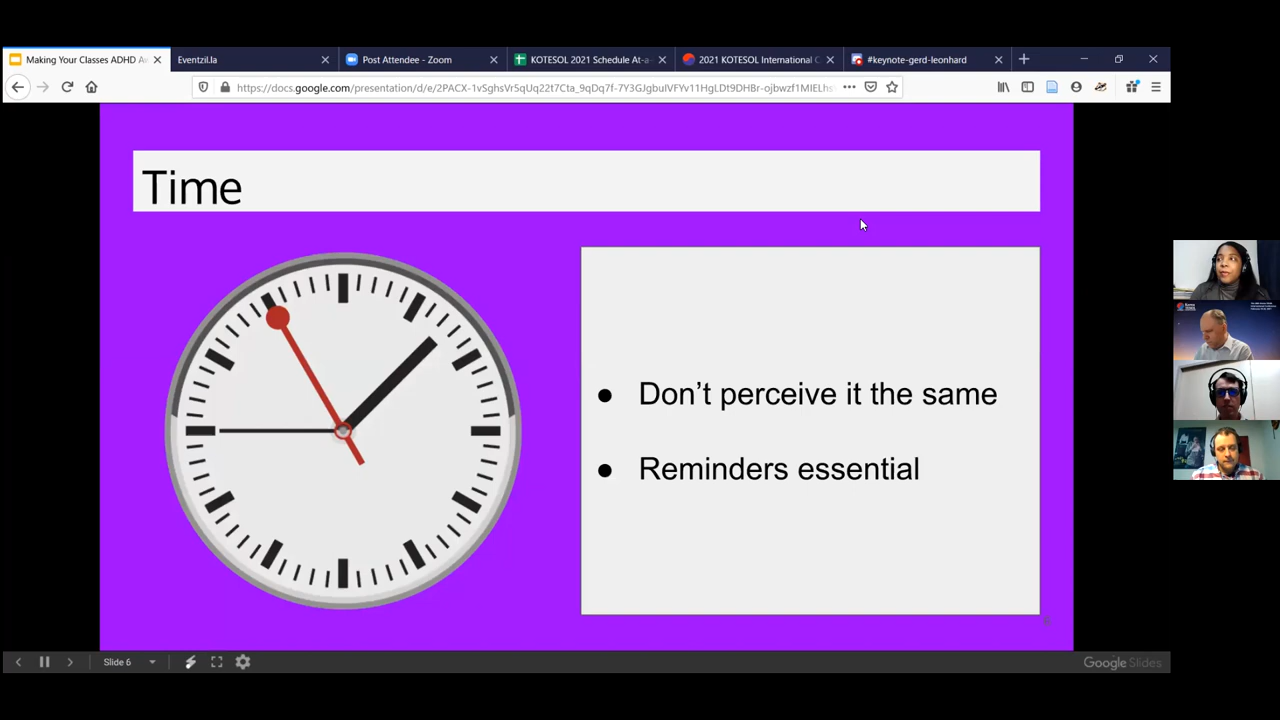 Making Your Classes ADHD Aw
Eventzil.la
Post Attendee - Zoom
KOTESOL 2021 Schedule At-a-
2021 KOTESOL International C
#keynote-gerd-leonhard
Time
Don't perceive it the same
Reminders essential
Slide 6
Google Slides